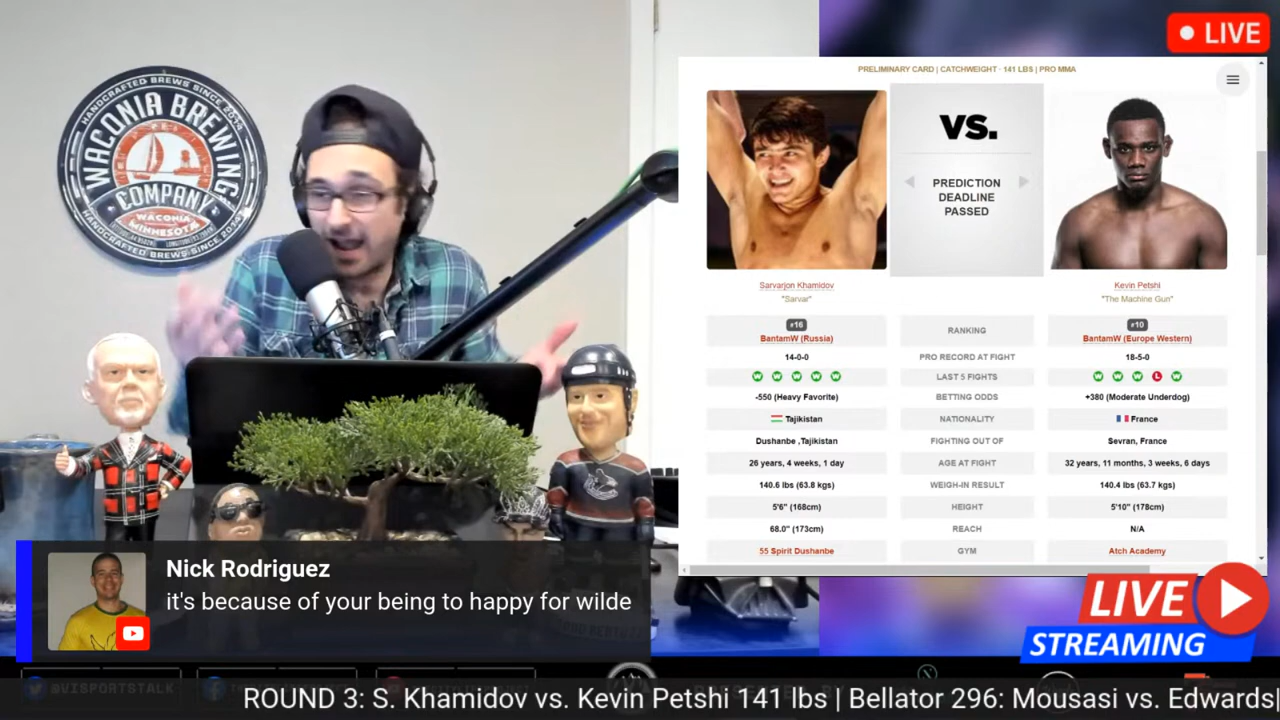 LIVE
HANDCRAFTED BREWS SINCE 2012
WACONIA BREWING
COMPANY
WACONIA
MINNESOTA
HANDCRAFTED BREWS SINCE 2012
PRELIMINARY CARD | CATCHWEIGHT · 141 LBS | PRO MMA
VS.
PREDICTION
DEADLINE
PASSED
Sarvarjon Khamidov
Kevin Petshi
"Sarvar"
"The Machine Gun"
#16
#10
BantamW (Russia)
RANKING
BantamW (Europe Western)
14-0-0
PRO RECORD AT FIGHT
18-5-0
W W W W W
LAST 5 FIGHTS
W W W L W
-550 (Heavy Favorite)
BETTING ODDS
+380 (Moderate Underdog)
Tajikistan
NATIONALITY
France
Dushanbe ,Tajikistan
FIGHTING OUT OF
Sevran, France
26 years, 4 weeks, 1 day
AGE AT FIGHT
32 years, 11 months, 3 weeks, 6 days
140.6 lbs (63.8 kgs)
WEIGH-IN RESULT
140.4 lbs (63.7 kgs)
5'6" (168cm)
HEIGHT
5'10" (178cm)
68.0" (173cm)
REACH
N/A
55 Spirit Dushanbe
GYM
Atch Academy
Nick Rodriguez
it's because of your being to happy for wilde
LIVE
STREAMING
@VISPORTSTALK
ROUND 3: S. Khamidov vs. Kevin Petshi 141 lbs | Bellator 296: Mousasi vs. Edwards|